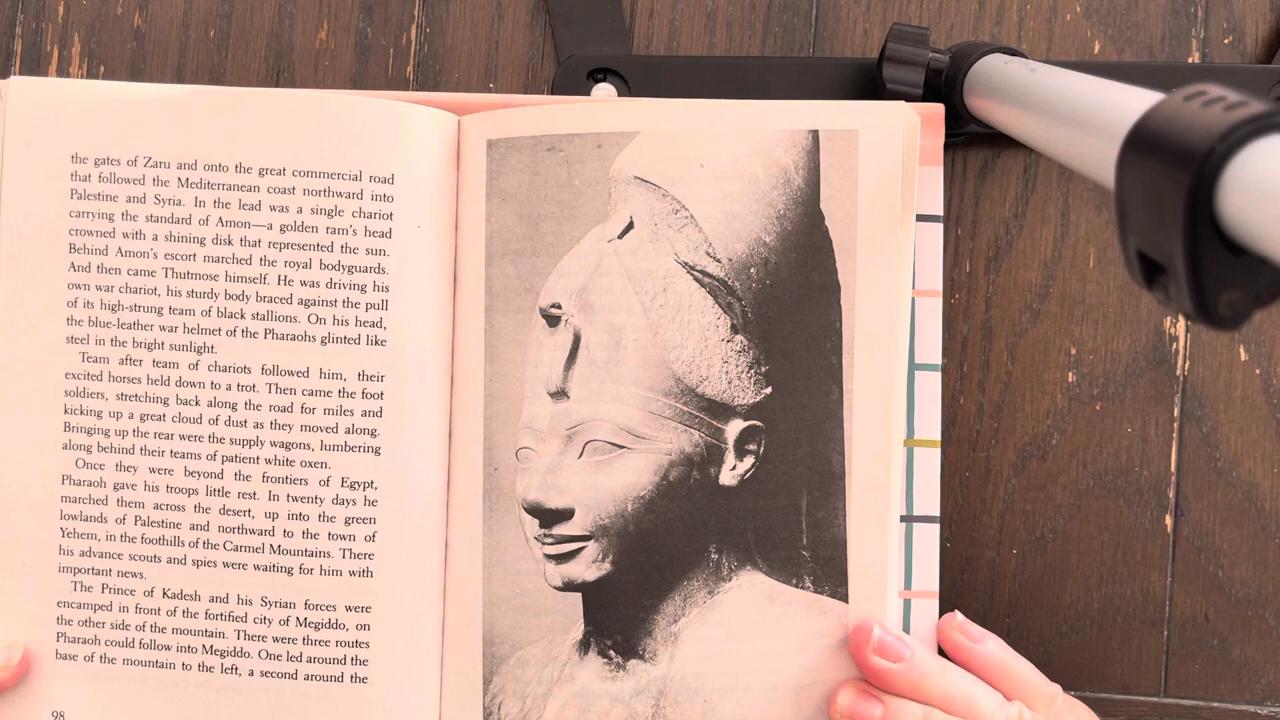 the gates of Zaru and onto the great commercial road
that followed the Mediterranean coast northward into
Palestine and Syria. In the lead was a single chariot
carrying the standard of Amon—a golden ram's head
crowned with a shining disk that represented the sun.
Behind Amon's escort marched the royal bodyguards.
And then came Thutmose himself. He was driving his
own war chariot, his sturdy body braced against the pull
of its high-strung team of black stallions. On his head,
the blue-leather war helmet of the Pharaohs glinted like
steel in the bright sunlight.
Team after team of chariots followed him, their
excited horses held down to a trot. Then came the foot
soldiers, stretching back along the road for miles and
kicking up a great cloud of dust as they moved along.
Bringing up the rear were the supply wagons, lumbering
along behind their teams of patient white oxen.
Once they were beyond the frontiers of Egypt,
Pharaoh gave his troops little rest. In twenty days he
marched them across the desert, up into the green
lowlands of Palestine and northward to the town of
Yehem, in the foothills of the Carmel Mountains. There
his advance scouts and spies were waiting for him with
important news.
The Prince of Kadesh and his Syrian forces were
encamped in front of the fortified city of Megiddo, on
the other side of the mountain. There were three routes
Pharaoh could follow into Megiddo. One led around the
base of the mountain to the left, a second around the
98